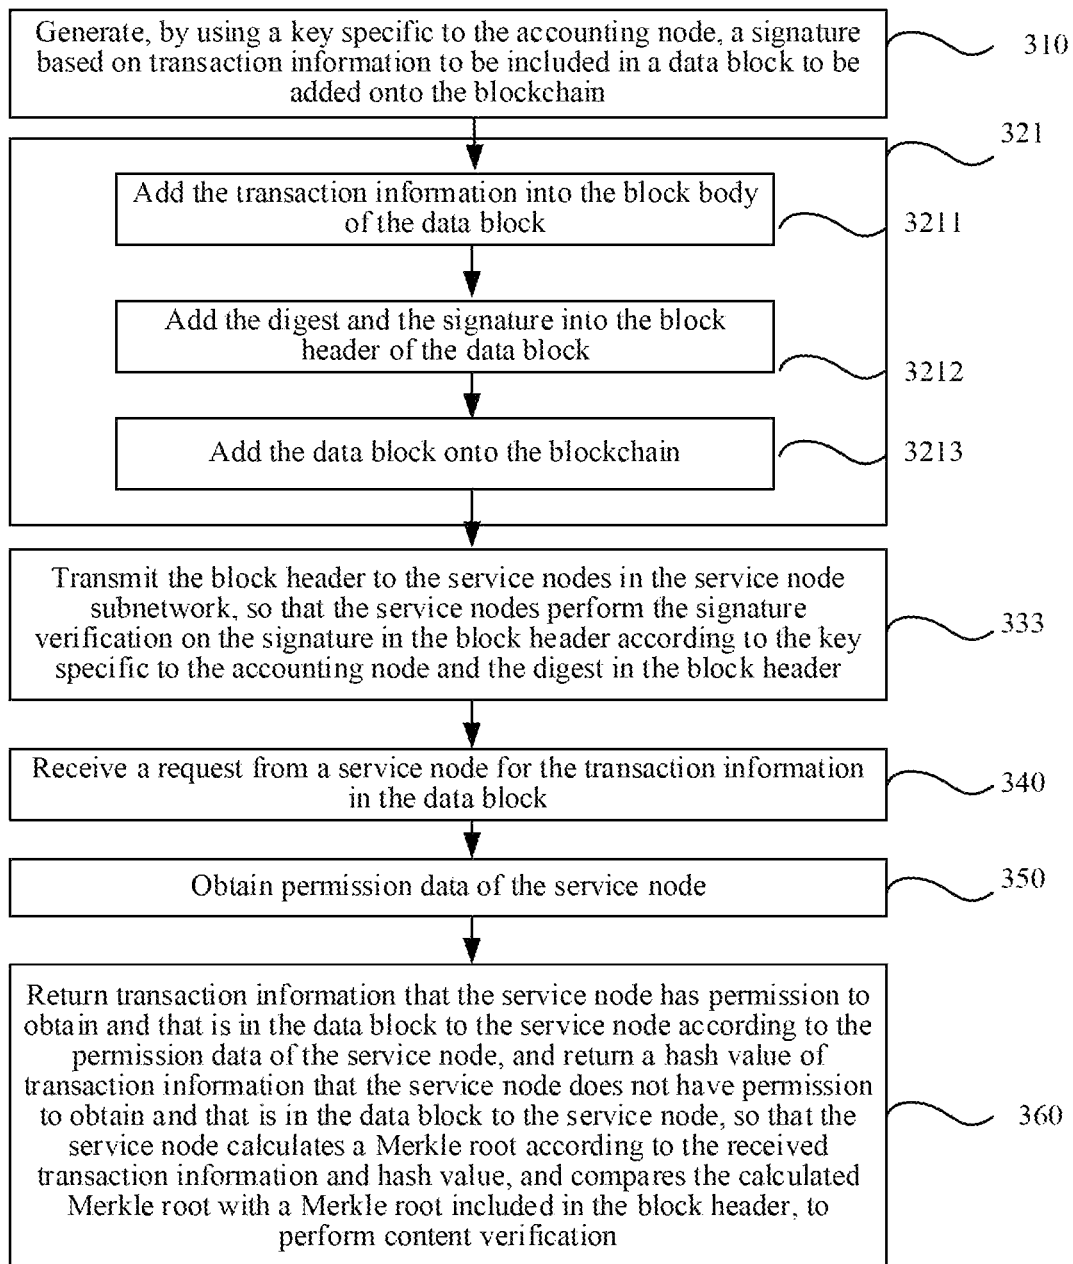 Generate, by using a key specific to the accounting node, a signature
based on transaction information to be included in a data block to be
added onto the blockchain
310
321
Add the transaction information into the block body
of the data block
3211
Add the digest and the signature into the block
header of the data block
3212
Add the data block onto the blockchain
3213
Transmit the block header to the service nodes in the service node
subnetwork, so that the service nodes perform the signature
verification on the signature in the block header according to the key
specific to the accounting node and the digest in the block header
333
Receive a request from a service node for the transaction information
in the data block
340
Obtain permission data of the service node
350
Return transaction information that the service node has permission to
obtain and that is in the data block to the service node according to the
permission data of the service node, and return a hash value of
transaction information that the service node does not have permission
to obtain and that is in the data block to the service node, so that the
service node calculates a Merkle root according to the received
transaction information and hash value, and compares the calculated
Merkle root with a Merkle root included in the block header, to
perform content verification
360